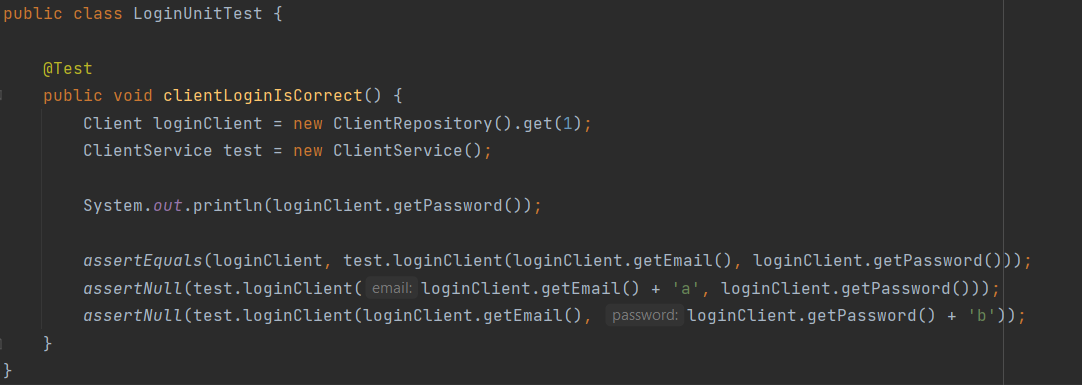 public class LoginUnitTest {
@Test
public void clientLoginIsCorrect() {
Client loginClient = new ClientRepository().get(1);
ClientService test = new ClientService();
System.out.println(loginClient.getPassword());
assertEquals(loginClient, test.loginClient(loginClient.getEmail(), loginClient.getPassword()));
assertNull(test.loginClient( email: loginClient.getEmail() + 'a', loginClient.getPassword()));
assertNull(test.loginClient(loginClient.getEmail(), password: loginClient.getPassword() + 'b'));
}
}